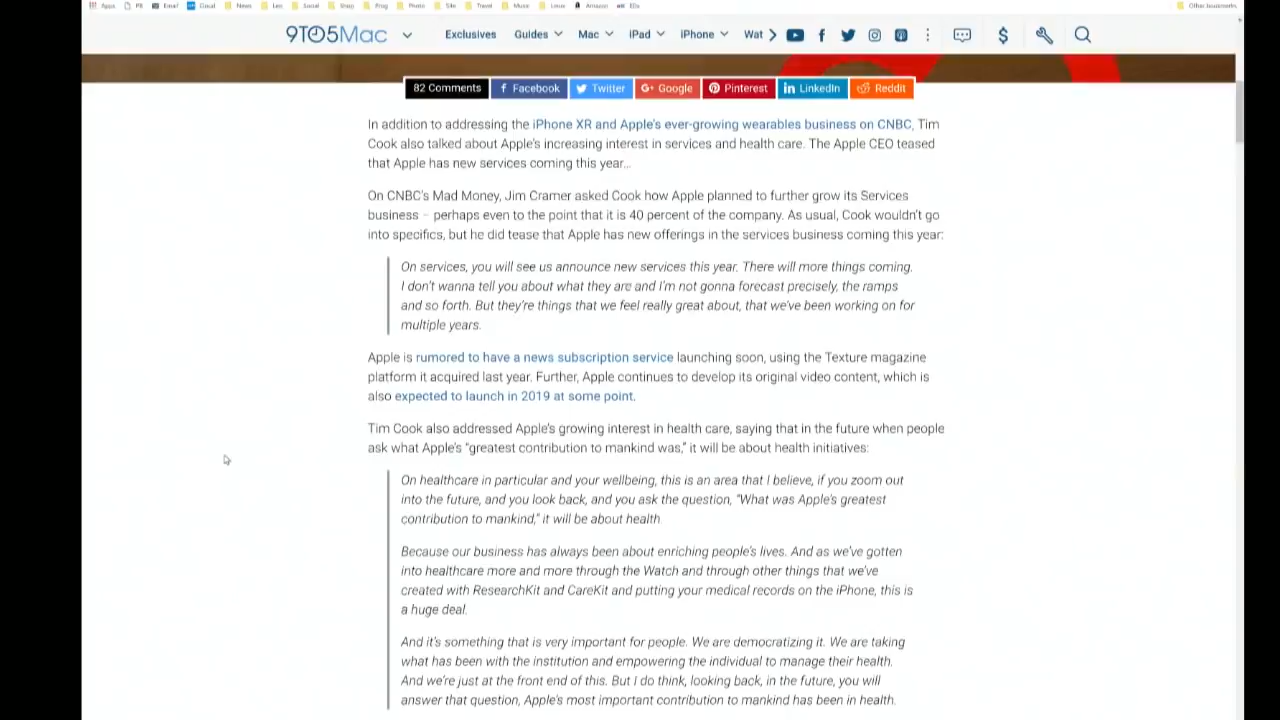 Apps
PB
Email
Gmail
News
Leo
Social
Shop
Prog
Photo
Site
Travel
Music
Linux
Amazon
Ello
Other bookmarks
9TO5Mac
Exclusives
Guides
Mac
iPad
iPhone
Wat
82 Comments
Facebook
Twitter
G+ Google
Pinterest
LinkedIn
Reddit
In addition to addressing the iPhone XR and Apple's ever-growing wearables business on CNBC, Tim
Cook also talked about Apple's increasing interest in services and health care. The Apple CEO teased
that Apple has new services coming this year…
On CNBC's Mad Money, Jim Cramer asked Cook how Apple planned to further grow its Services
business – perhaps even to the point that it is 40 percent of the company. As usual, Cook wouldn't go
into specifics, but he did tease that Apple has new offerings in the services business coming this year:
On services, you will see us announce new services this year. There will more things coming.
I don't wanna tell you about what they are and I'm not gonna forecast precisely, the ramps
and so forth. But they're things that we feel really great about, that we've been working on for
multiple years.
Apple is rumored to have a news subscription service launching soon, using the Texture magazine
platform it acquired last year. Further, Apple continues to develop its original video content, which is
also expected to launch in 2019 at some point.
Tim Cook also addressed Apple's growing interest in health care, saying that in the future when people
ask what Apple's "greatest contribution to mankind was," it will be about health initiatives:
On healthcare in particular and your wellbeing, this is an area that I believe, if you zoom out
into the future, and you look back, and you ask the question, "What was Apple's greatest
contribution to mankind," it will be about health.
Because our business has always been about enriching people's lives. And as we've gotten
into healthcare more and more through the Watch and through other things that we've
created with ResearchKit and CareKit and putting your medical records on the iPhone, this is
a huge deal.
And it's something that is very important for people. We are democratizing it. We are taking
what has been with the institution and empowering the individual to manage their health.
And we're just at the front end of this. But I do think, looking back, in the future, you will
answer that question, Apple's most important contribution to mankind has been in health.